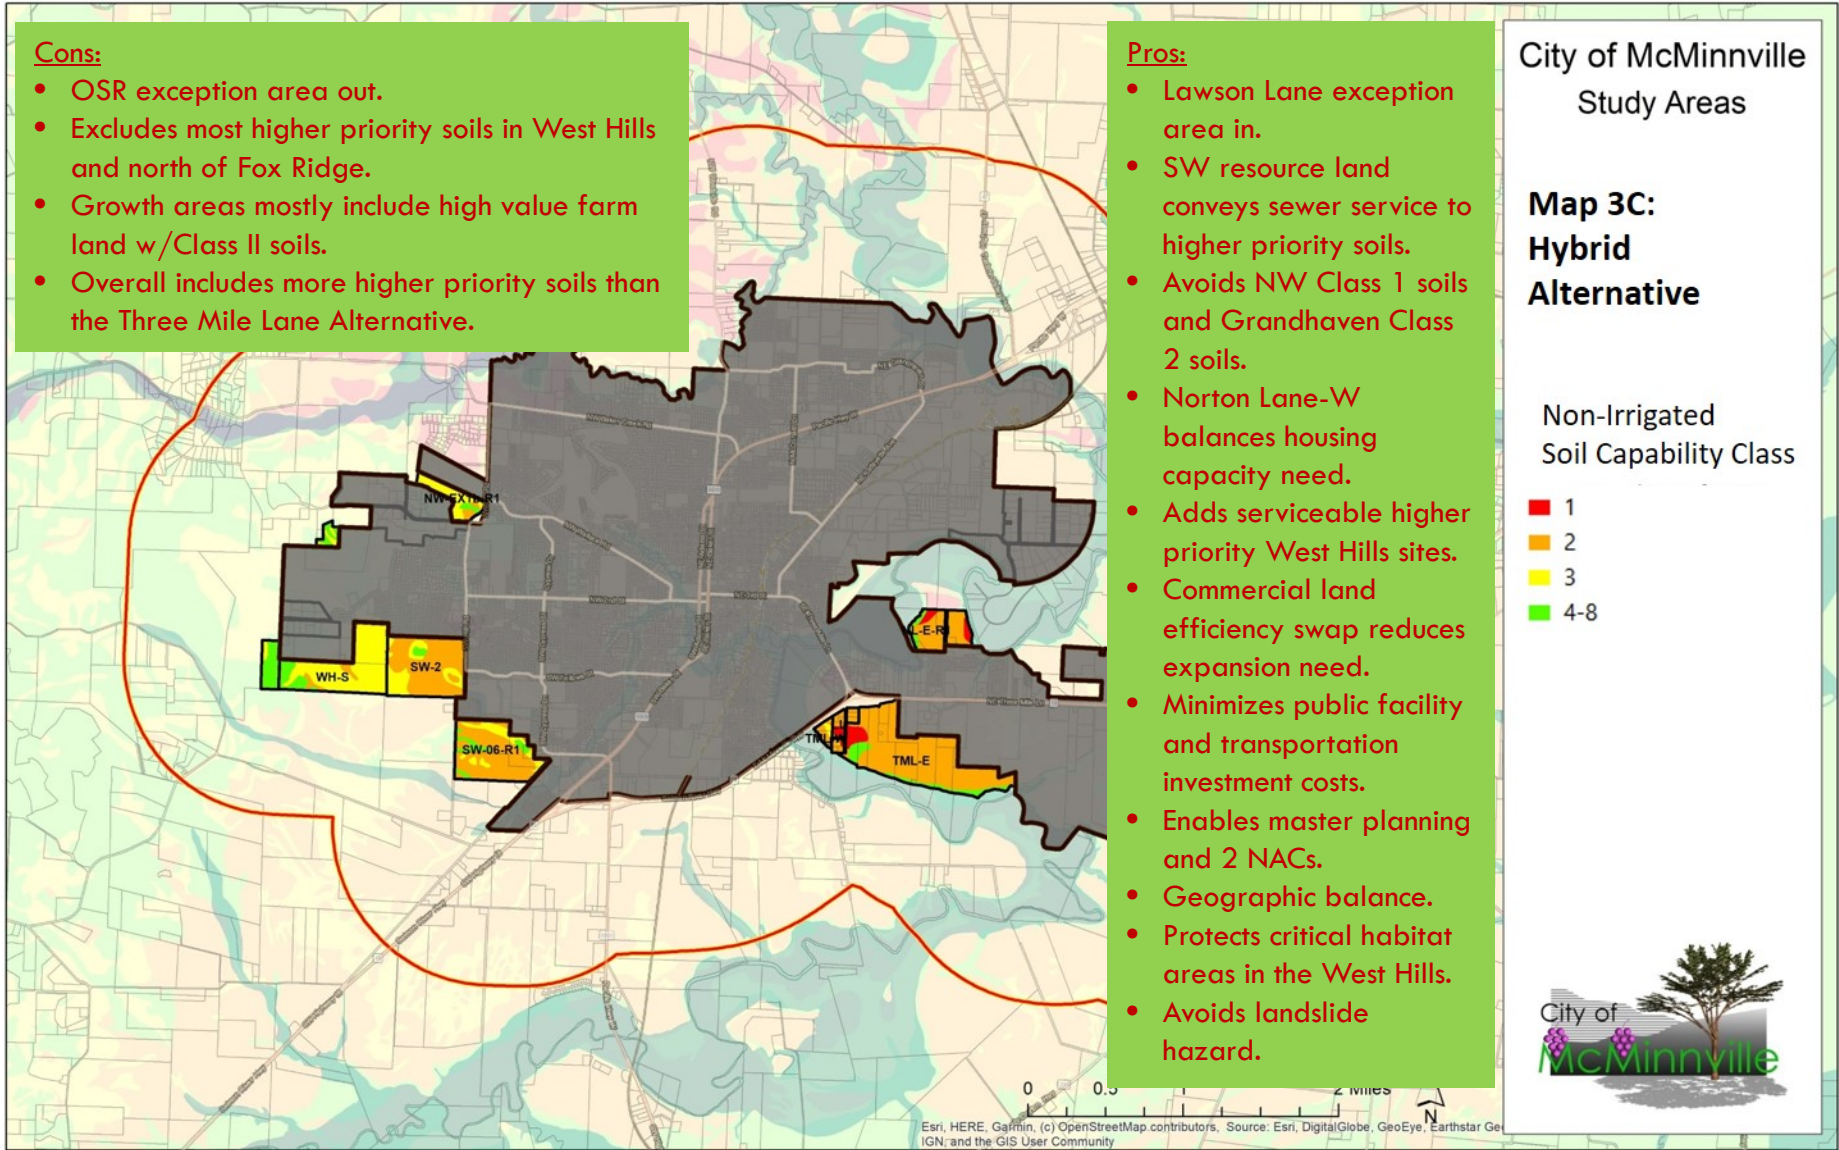 Cons:
• OSR exception area out.
• Excludes most higher priority soils in West Hills
and north of Fox Ridge.
• Growth areas mostly include high value farm
land w/Class II soils.
• Overall includes more higher priority soils than
the Three Mile Lane Alternative.
Pros:
• Lawson Lane exception
area in.
• SW resource land
conveys sewer service to
higher priority soils.
• Avoids NW Class 1 soils
and Grandhaven Class
2 soils.
• Norton Lane-W
balances housing
capacity need.
• Adds serviceable higher
priority West Hills sites.
• Commercial land
efficiency swap reduces
expansion need.
• Minimizes public facility
and transportation
investment costs.
• Enables master planning
and 2 NACs.
• Geographic balance.
• Protects critical habitat
areas in the West Hills.
• Avoids landslide
hazard.
City of McMinnville
Study Areas
Map 3C:
Hybrid
Alternative
Non-Irrigated
Soil Capability Class
1
2
3
4-8
City of
McMinnville
WH-S
SW-2
SW-06-R1
L-E-R
TML-E
0
2 Miles
N
Esri, HERE, Garmin, (c) OpenStreetMap contributors, Source: Esri, DigitalGlobe, GeoEye, Earthstar Geo
IGN, and the GIS User Community